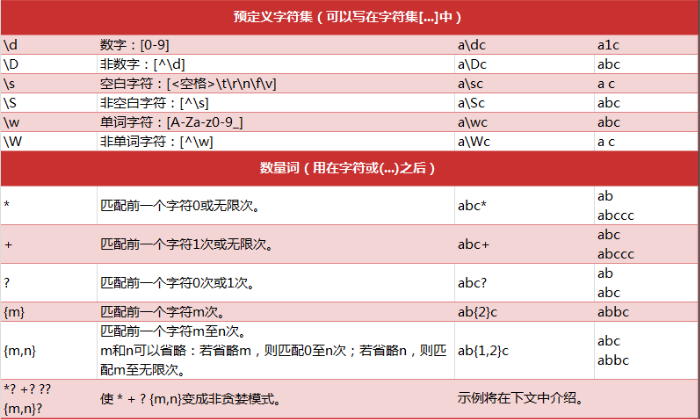 预定义字符集（可以写在字符集[...]中）
\d 数字：[0-9] a\dc a1c
\D 非数字：[^\d] a\Dc abc
\s 空白字符：[<空格>\t\r\n\f\v] a\sc a c
\S 非空白字符：[^\s] a\Sc abc
\w 单词字符：[A-Za-z0-9_] a\wc abc
\W 非单词字符：[^\w] a\Wc a c
数量词（用在字符或(...)之后）
* 匹配前一个字符0或无限次。 abc* ab
abccc
+ 匹配前一个字符1次或无限次。 abc+ abc
abccc
? 匹配前一个字符0次或1次。 abc? ab
abc
{m} 匹配前一个字符m次。 ab{2}c abbc
{m,n} 匹配前一个字符m至n次。
m和n可以省略：若省略m，则匹配0至n次；若省略n，则匹
配m至无限次。 ab{1,2}c abc
abbc
*? +? ??
{m,n}? 使 * + ? {m,n}变成非贪婪模式。 示例将在下文中介绍。